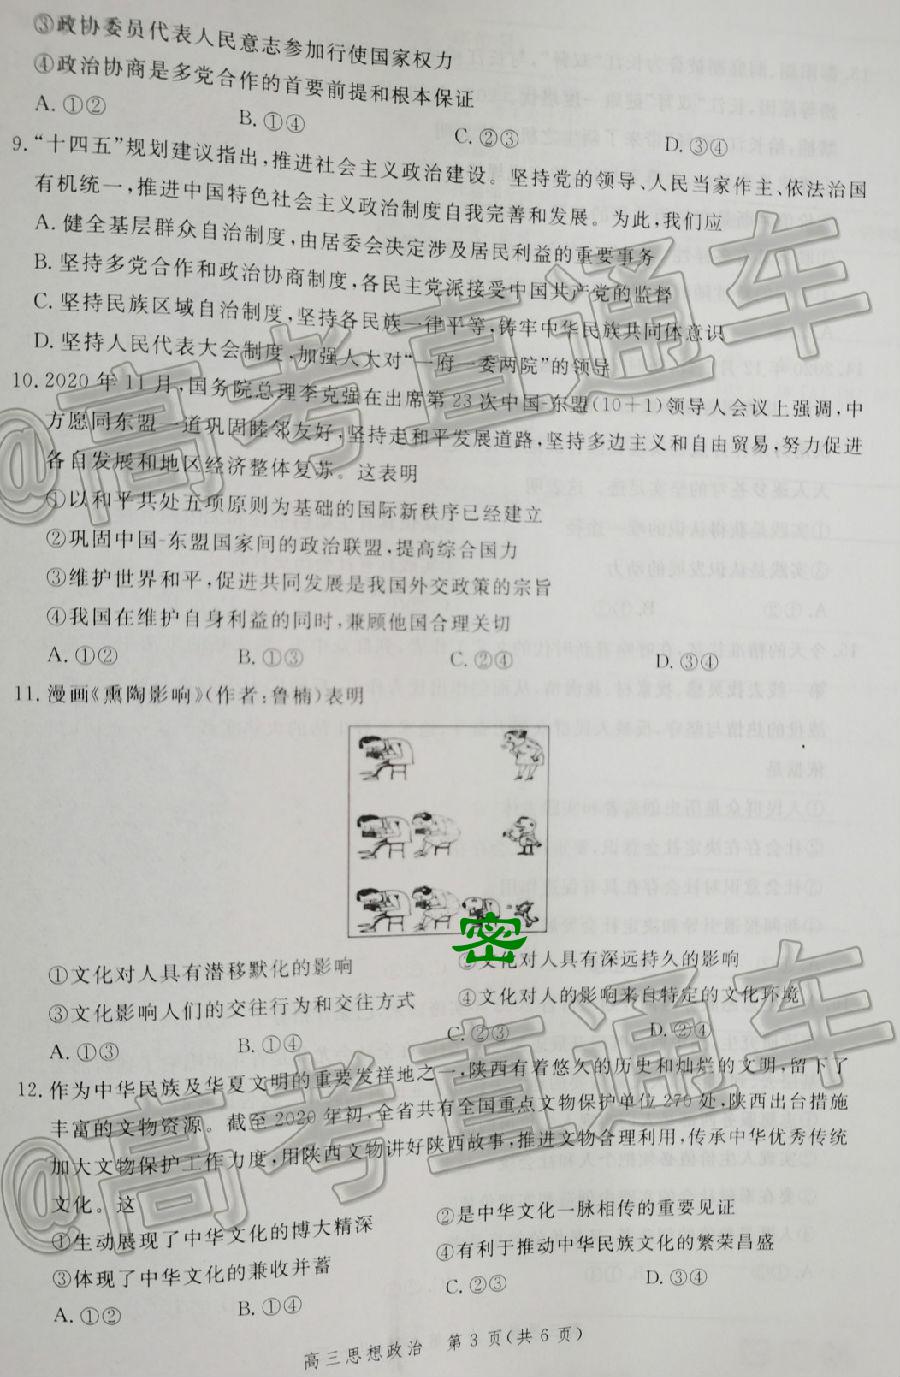 ③政协委员代表人民意志参加行使国家权力
④政治协商是多党合作的首要前提和根本保证
A. ①② B. ①④ C. ②③ D. ③④
9. “十四五”规划建议指出，推进社会主义政治建设。坚持党的领导、人民当家作主、依法治国
有机统一，推进中国特色社会主义政治制度自我完善和发展。为此，我们应
A. 健全基层群众自治制度，由居委会决定涉及居民利益的重要事务
B. 坚持多党合作和政治协商制度，各民主党派接受中国共产党的监督
C. 坚持民族区域自治制度，坚持各民族一律平等，铸牢中华民族共同体意识
D. 坚持人民代表大会制度，加强人大对“一府一委两院”的领导
10. 2020年11月，国务院总理李克强在出席第23次中国-东盟(10+1)领导人会议上强调，中
方愿同东盟一道巩固睦邻友好，坚持走和平发展道路，坚持多边主义和自由贸易，努力促进
各自发展和地区经济整体复苏。这表明
①以和平共处五项原则为基础的国际新秩序已经建立
②巩固中国-东盟国家间的政治联盟，提高综合国力
③维护世界和平，促进共同发展是我国外交政策的宗旨
④我国在维护自身利益的同时，兼顾他国合理关切
A. ①② B. ①③ C. ②④ D. ③④
11. 漫画《熏陶影响》(作者:鲁楠)表明
密
①文化对人具有潜移默化的影响 ②文化对人具有深远持久的影响
③文化影响人们的交往行为和交往方式 ④文化对人的影响来自特定的文化环境
A. ①③ B. ①④ C. ②③ D. ②④
12. 作为中华民族及华夏文明的重要发祥地之一，陕西有着悠久的历史和灿烂的文明，留下了
丰富的文物资源。截至2020年初，全省共有全国重点文物保护单位270处，陕西出台措施
加大文物保护工作力度，用陕西文物讲好陕西故事，推进文物合理利用，传承中华优秀传统
文化。这
①生动展现了中华文化的博大精深 ②是中华文化一脉相传的重要见证
③体现了中华文化的兼收并蓄 ④有利于推动中华民族文化的繁荣昌盛
A. ①② B. ①④ C. ②③ D. ③④
高三思想政治 第3页(共6页)
@高考直通车
@高考直通车